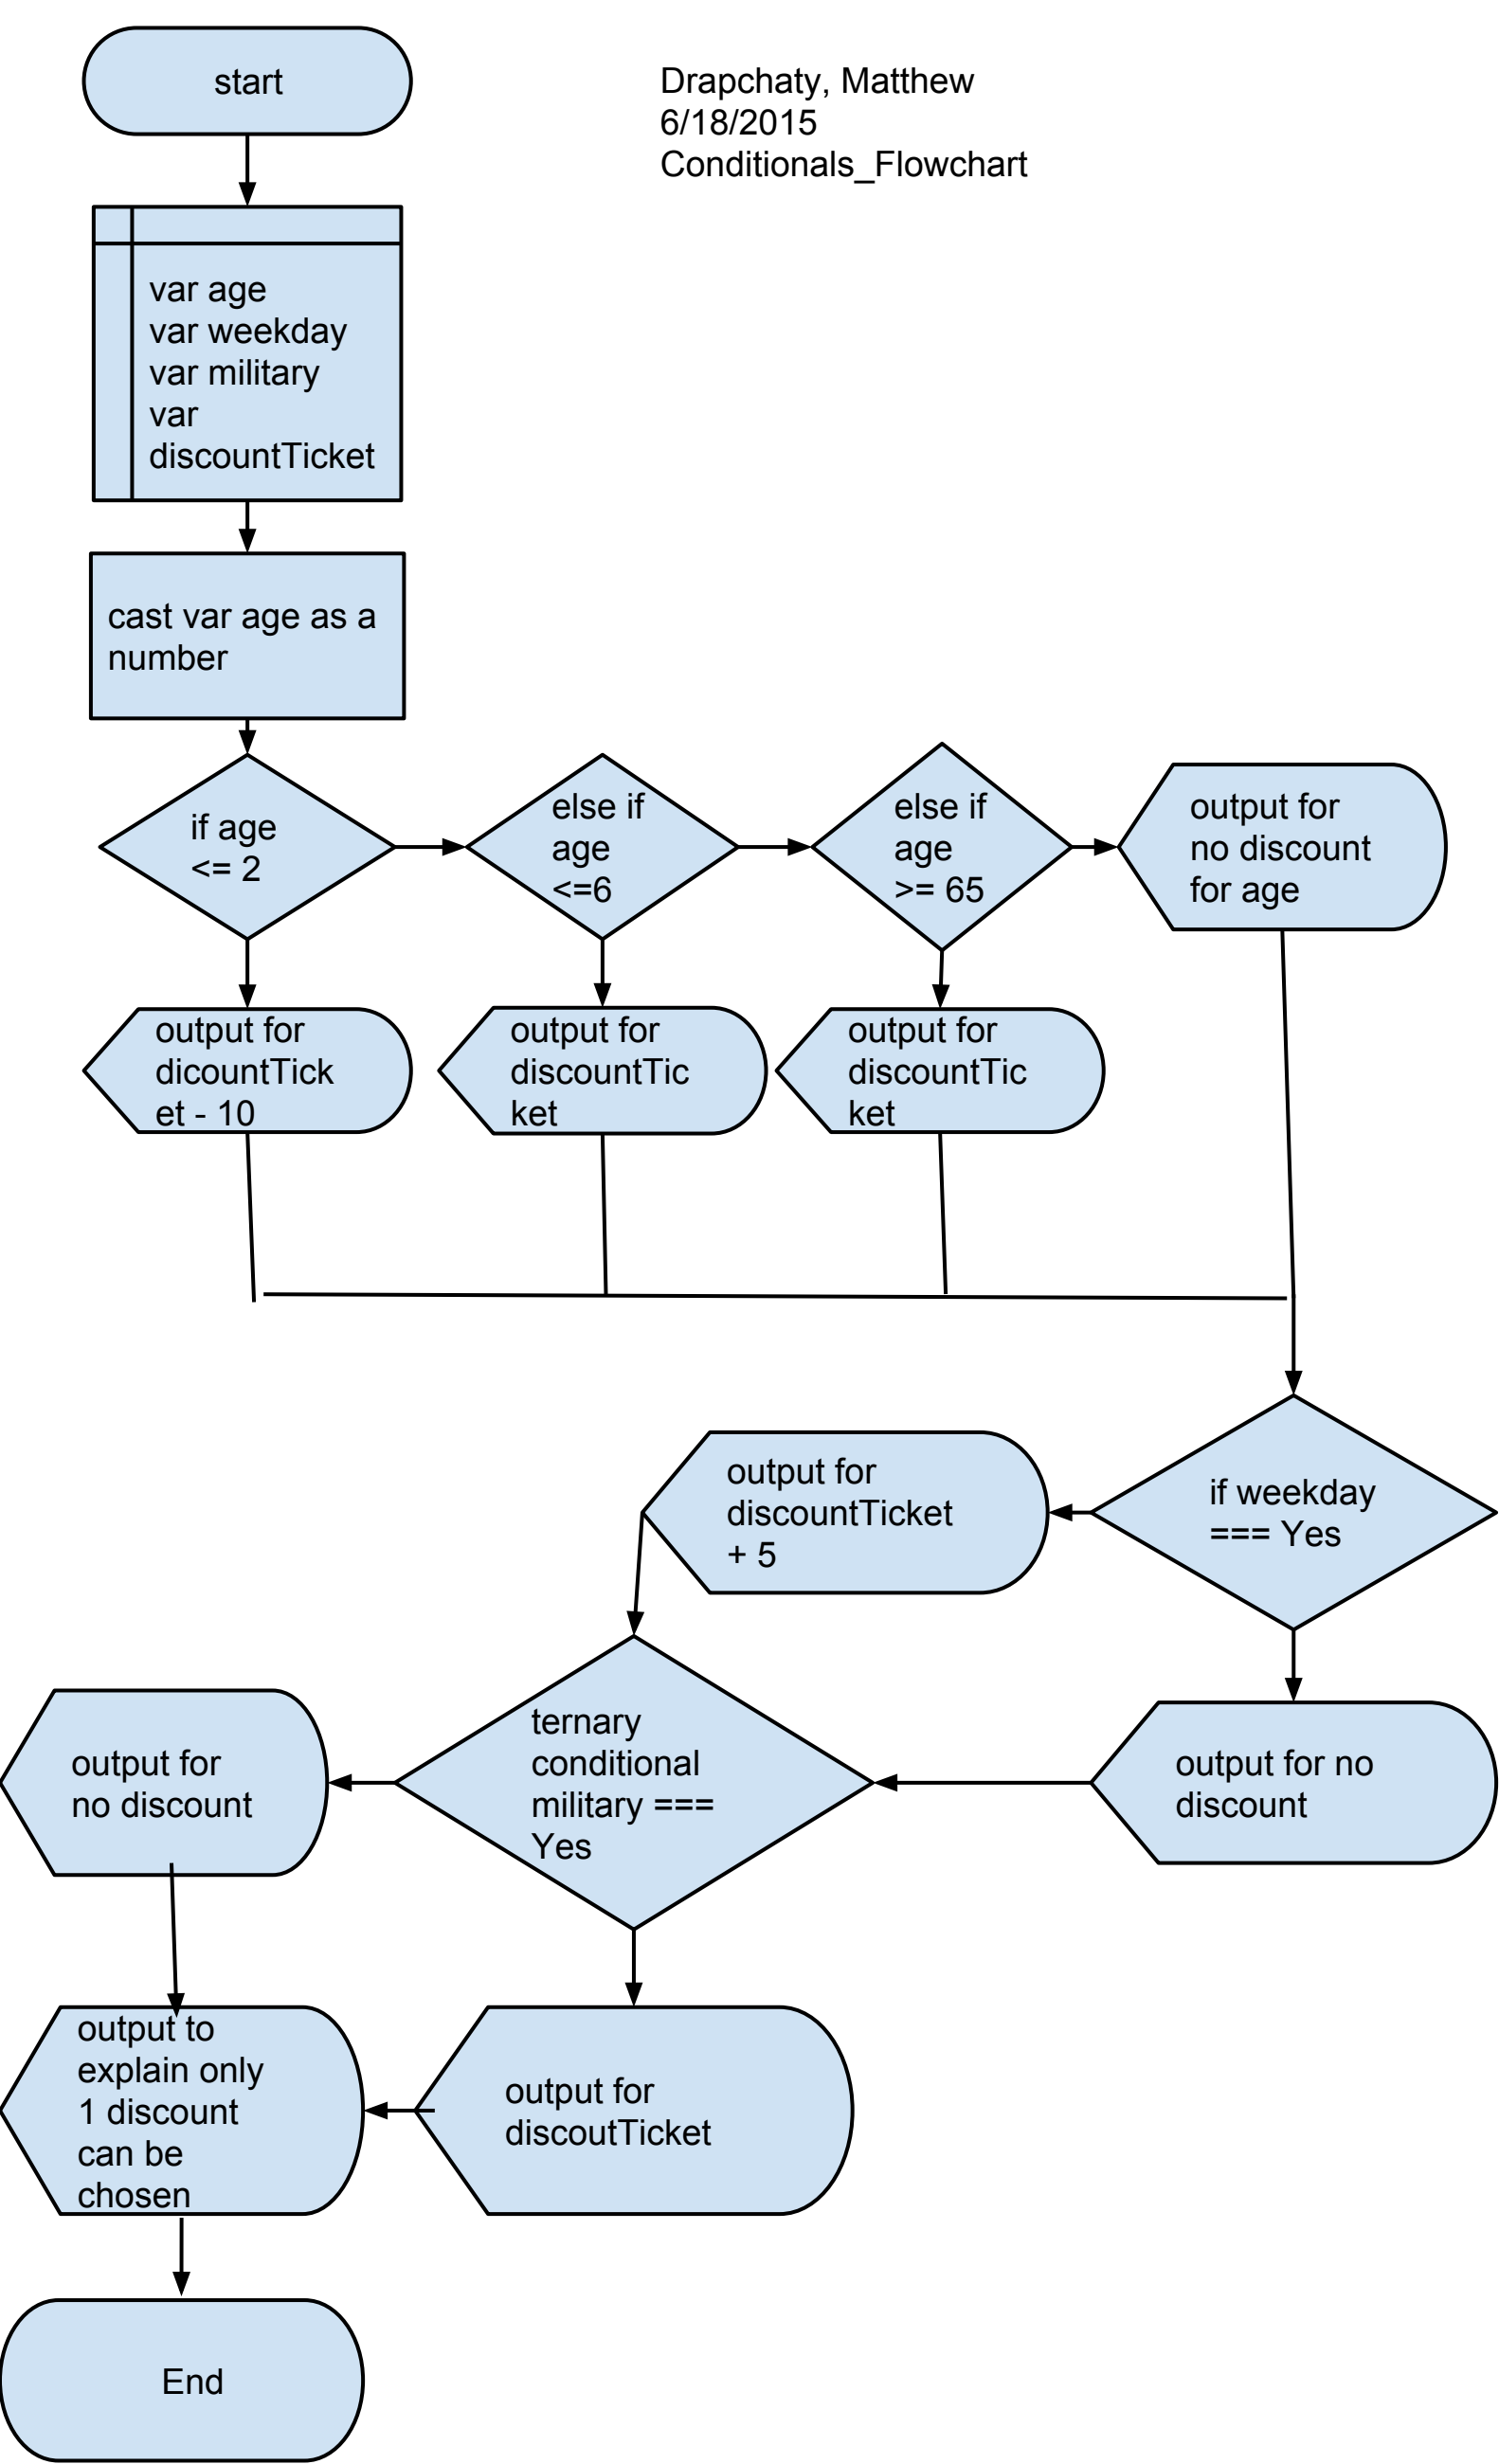 start
Drapchaty, Matthew
6/18/2015
Conditionals_Flowchart
var age
var weekday
var military
var
discountTicket
cast var age as a
number
if age
<= 2
else if
age
<=6
else if
age
>= 65
output for
no discount
for age
output for
dicountTick
et - 10
output for
discountTic
ket
output for
discountTic
ket
if weekday
=== Yes
output for
discountTicket
+ 5
output for no
discount
ternary
conditional
military ===
Yes
output for
no discount
output for
discoutTicket
output to
explain only
1 discount
can be
chosen
End